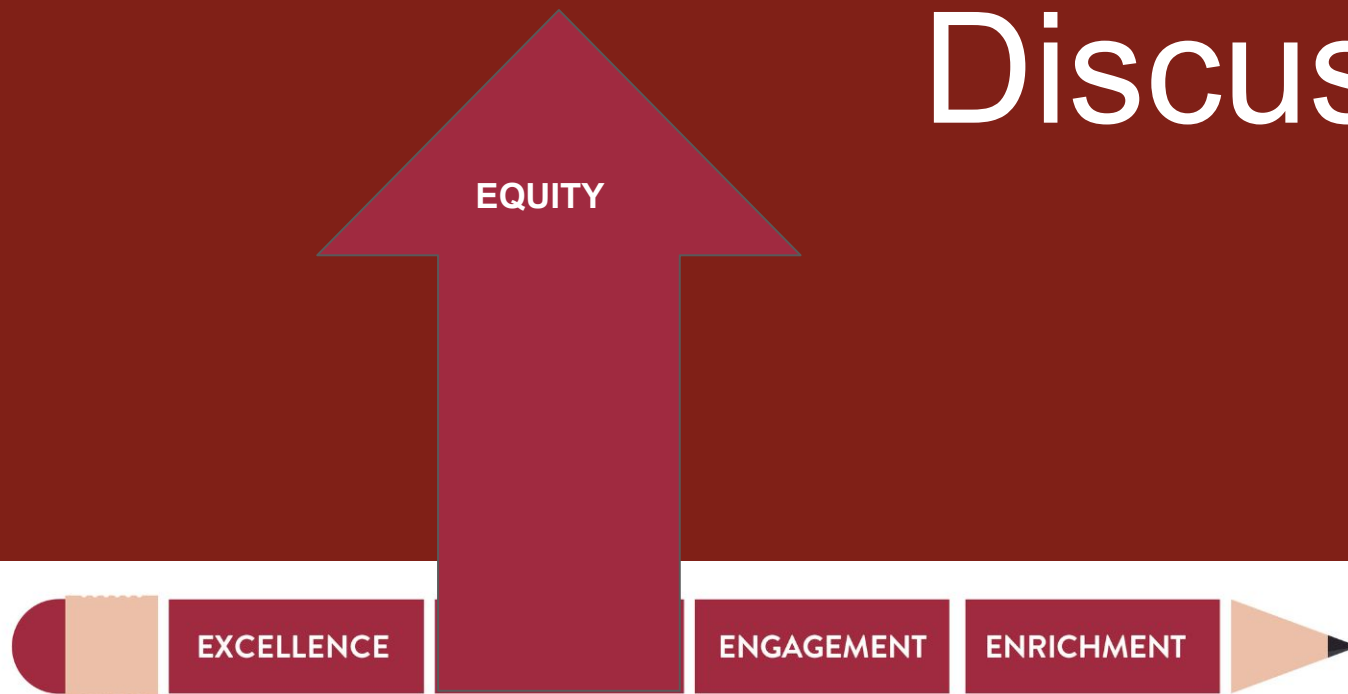 Discus
EQUITY
EXCELLENCE
ENGAGEMENT
ENRICHMENT